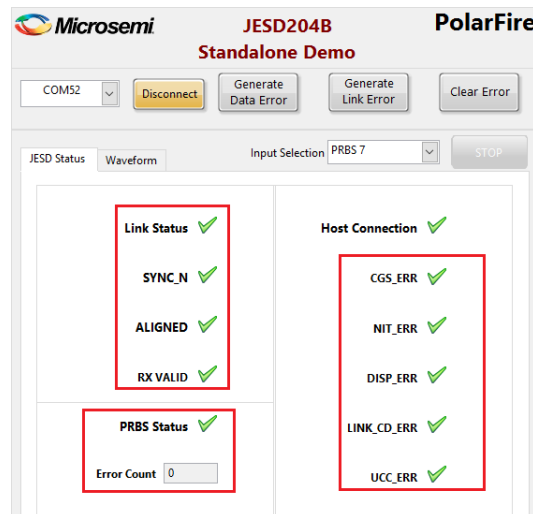 Microsemi
JESD204B
Standalone Demo
PolarFire
COM52
Disconnect
Generate
Data Error
Generate
Link Error
Clear Error
JESD Status
Waveform
Input Selection
PRBS 7
STOP
Link Status
SYNC_N
ALIGNED
RX VALID
PRBS Status
Error Count 0
Host Connection
CGS_ERR
NIT_ERR
DISP_ERR
LINK_CD_ERR
UCC_ERR